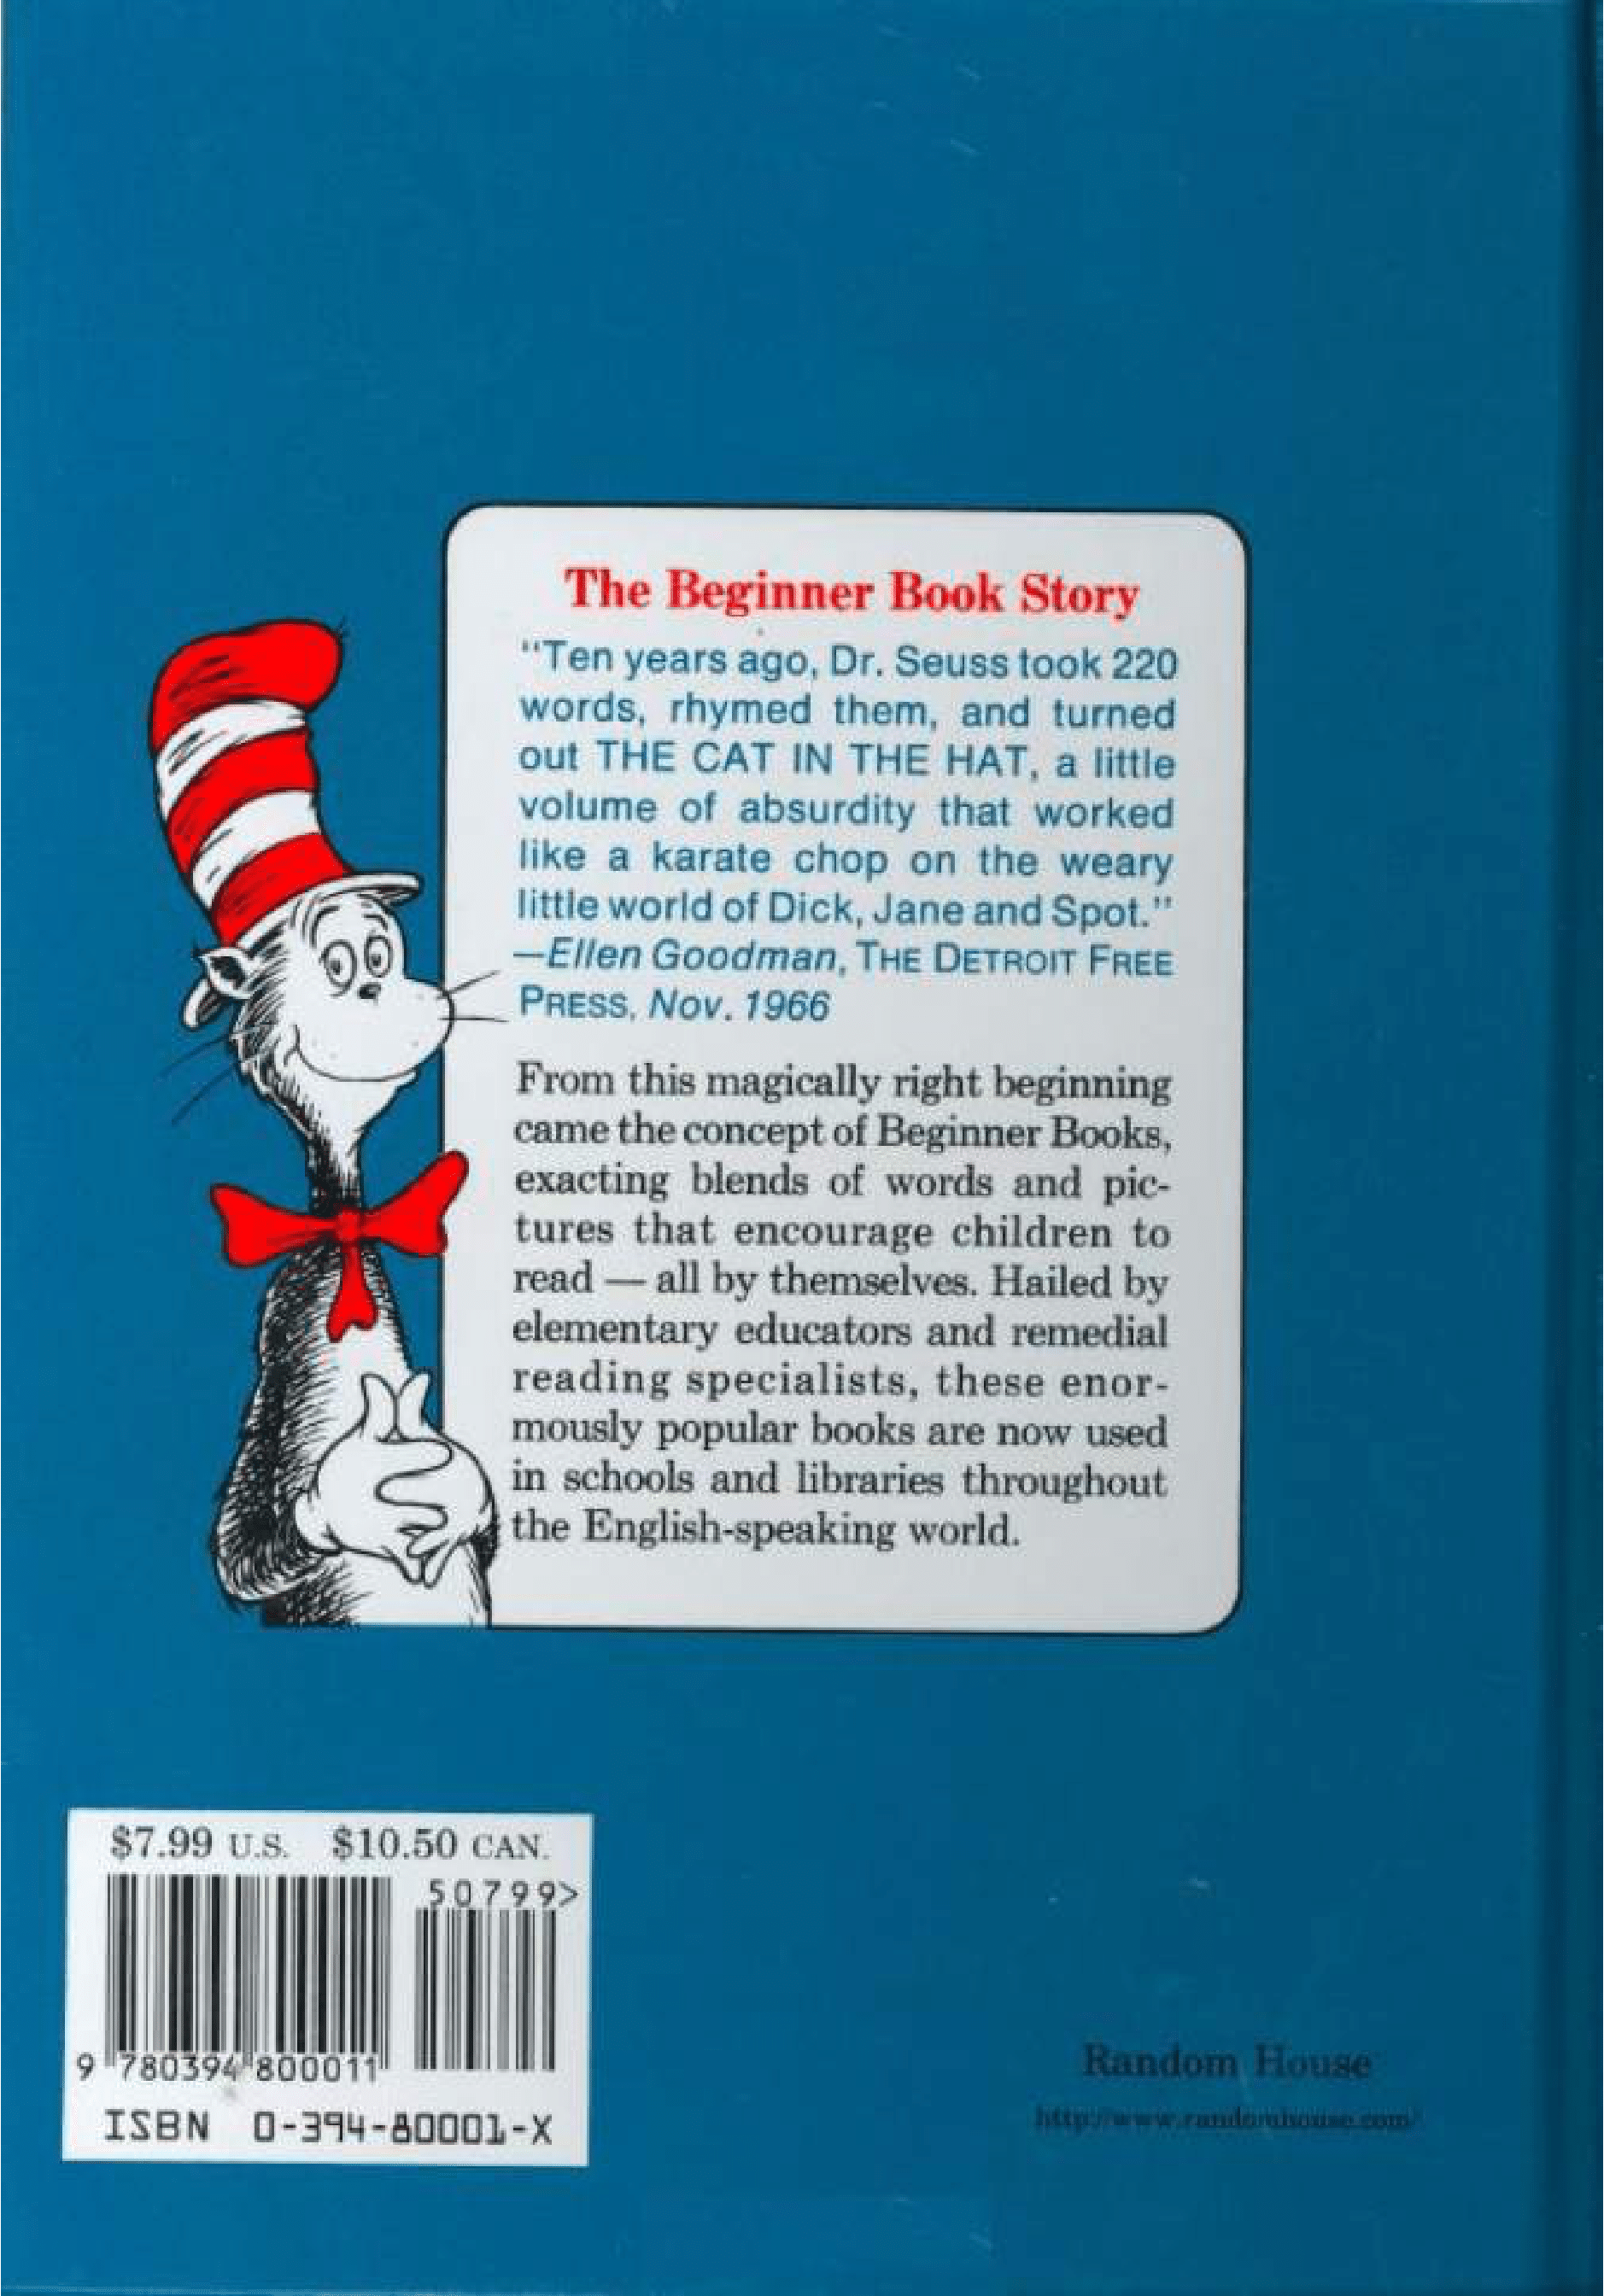 The Beginner Book Story
"Ten years ago, Dr. Seuss took 220
words, rhymed them, and turned
out THE CAT IN THE HAT, a little
volume of absurdity that worked
like a karate chop on the weary
little world of Dick, Jane and Spot."
—Ellen Goodman, THE DETROIT FREE
PRESS, Nov. 1966
From this magically right beginning
came the concept of Beginner Books,
exacting blends of words and pic-
tures that encourage children to
read — all by themselves. Hailed by
elementary educators and remedial
reading specialists, these enor-
mously popular books are now used
in schools and libraries throughout
the English-speaking world.
$7.99 U.S. $10.50 CAN.
50799>
9 780394 800011
ISBN 0-394-80001-X
Random House
http://www.randomhouse.com/